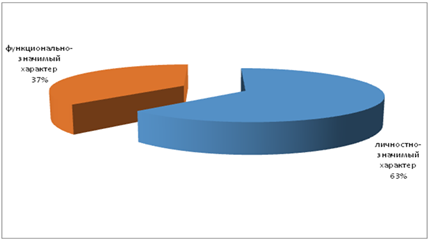 функционально-
значимый
характер
37%
личностно-
значимый
характер
63%